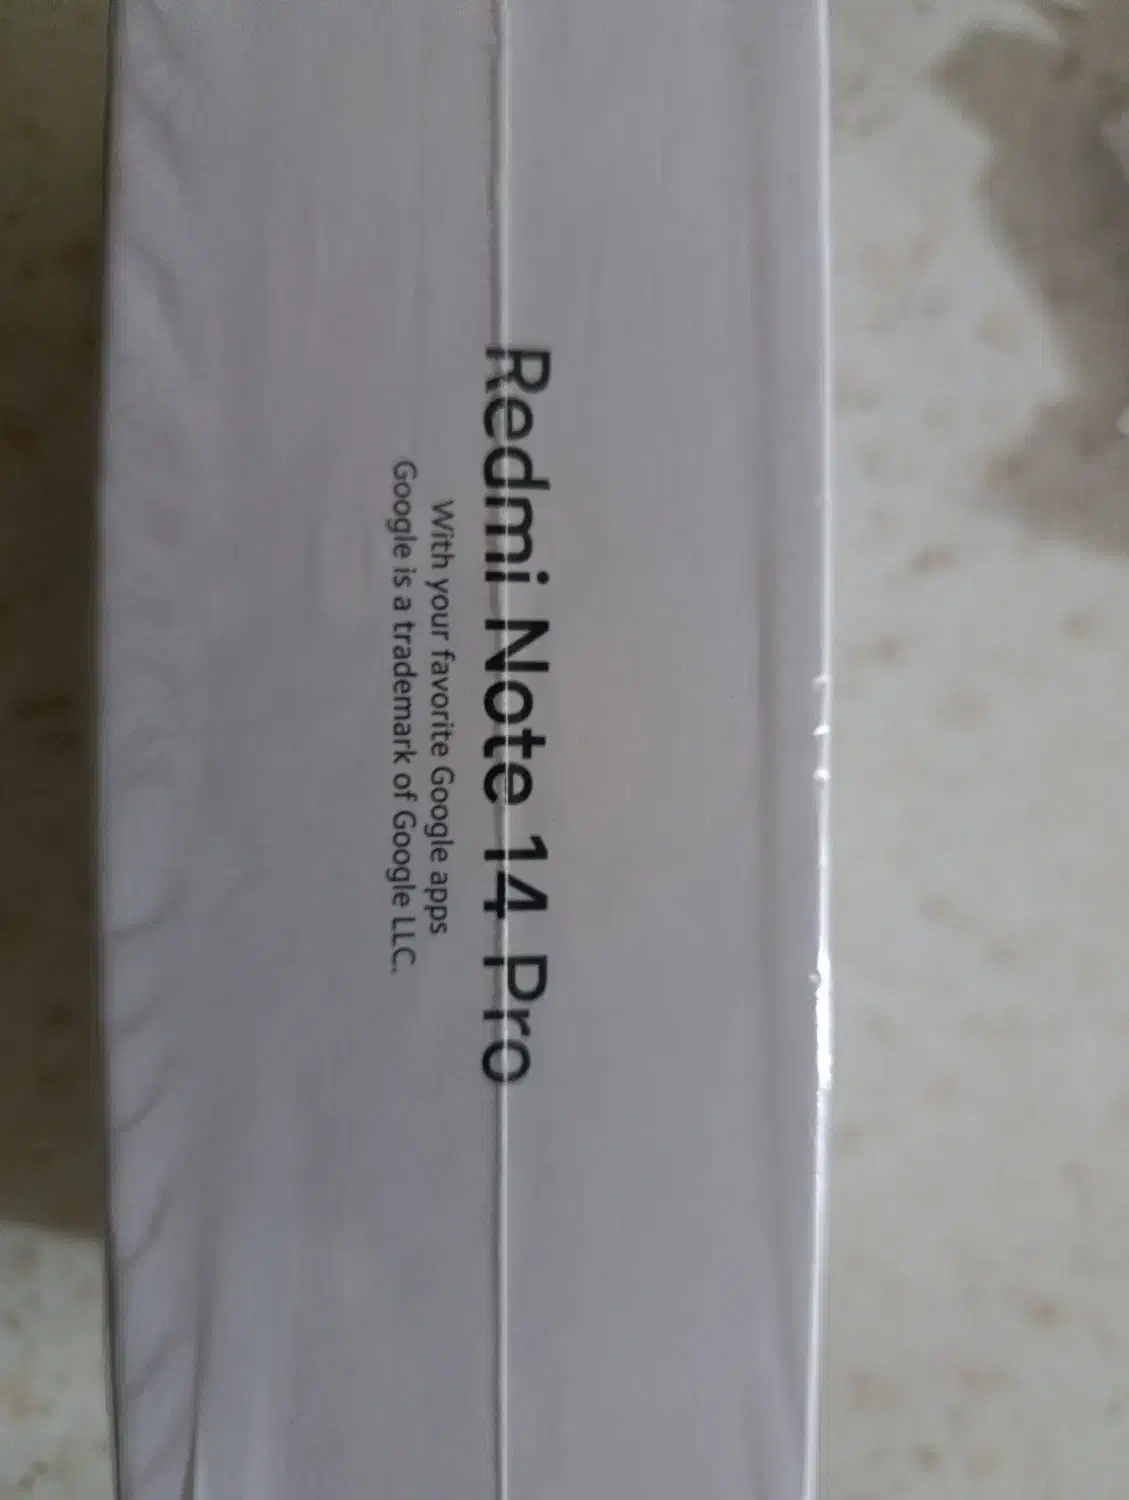 Redmi Note 14 Pro
With your favorite Google apps
Google is a trademark of Google LLC.